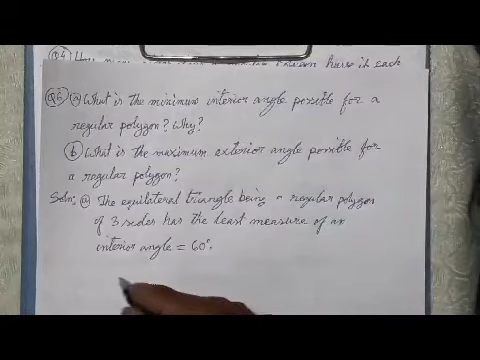 Q4
Q5 a What is the minimum interior angle possible for a
regular polygon? Why?
b What is the maximum exterior angle possible for
a regular polygon?
Soln: a The equilateral triangle being a regular polygon
of 3 sides has the least measure of an
interior angle = 60°.